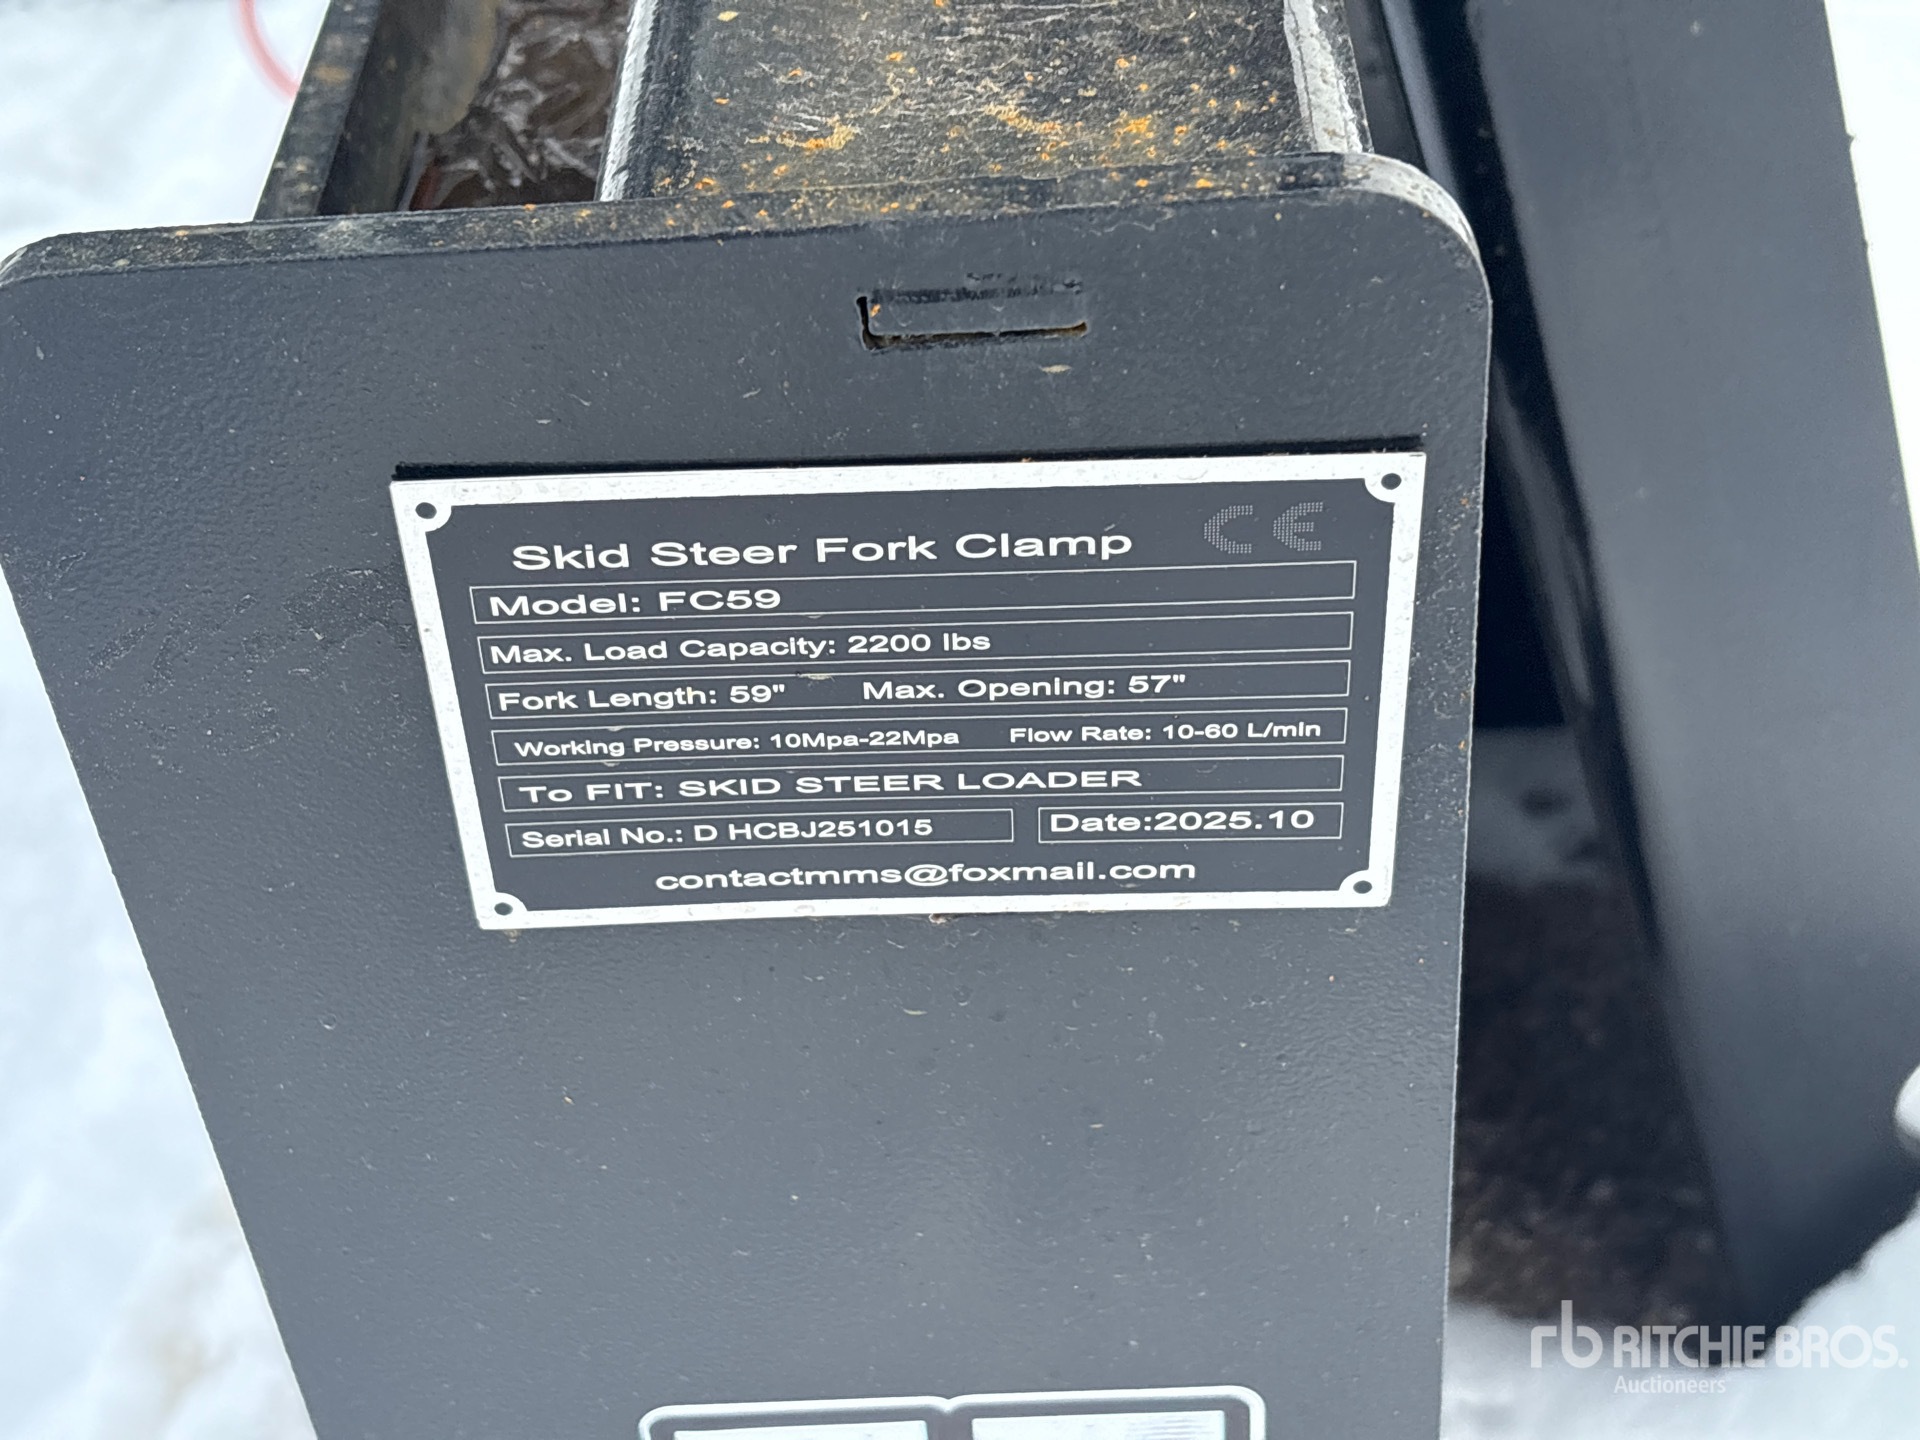 Skid Steer Fork Clamp CE
Model: FC59
Max. Load Capacity: 2200 lbs
Fork Length: 59" Max. Opening: 57"
Working Pressure: 10Mpa-22Mpa Flow Rate: 10-60 L/min
To FIT: SKID STEER LOADER
Serial No.: D HCBJ251015 Date:2025.10
contactmms@foxmail.com
rb RITCHIE BROS.
Auctioneers